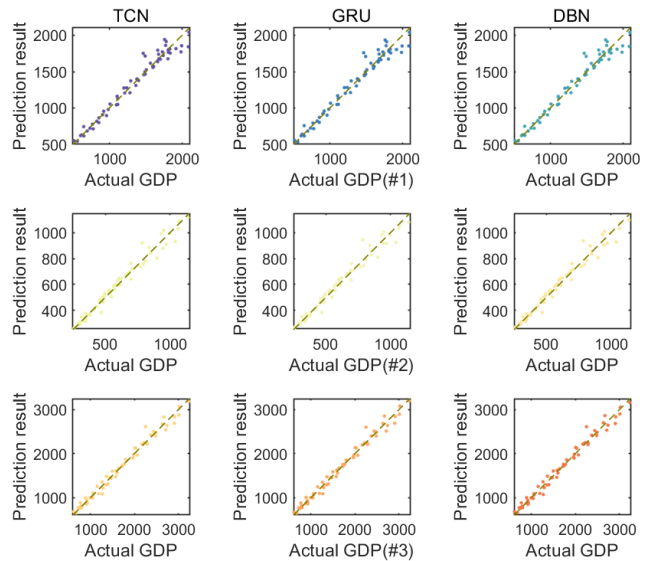 TCN GRU DBN
2000 2000 2000
1500 1500 1500
1000 1000 1000
500 500 500
Prediction result Prediction result Prediction result
1000 2000 1000 2000 1000 2000
Actual GDP Actual GDP(#1) Actual GDP
1000 1000 1000
800 800 800
600 600 600
400 400 400
Prediction result Prediction result Prediction result
500 1000 500 1000 500 1000
Actual GDP Actual GDP(#2) Actual GDP
3000 3000 3000
2000 2000 2000
1000 1000 1000
Prediction result Prediction result Prediction result
1000 2000 3000 1000 2000 3000 1000 2000 3000
Actual GDP Actual GDP(#3) Actual GDP